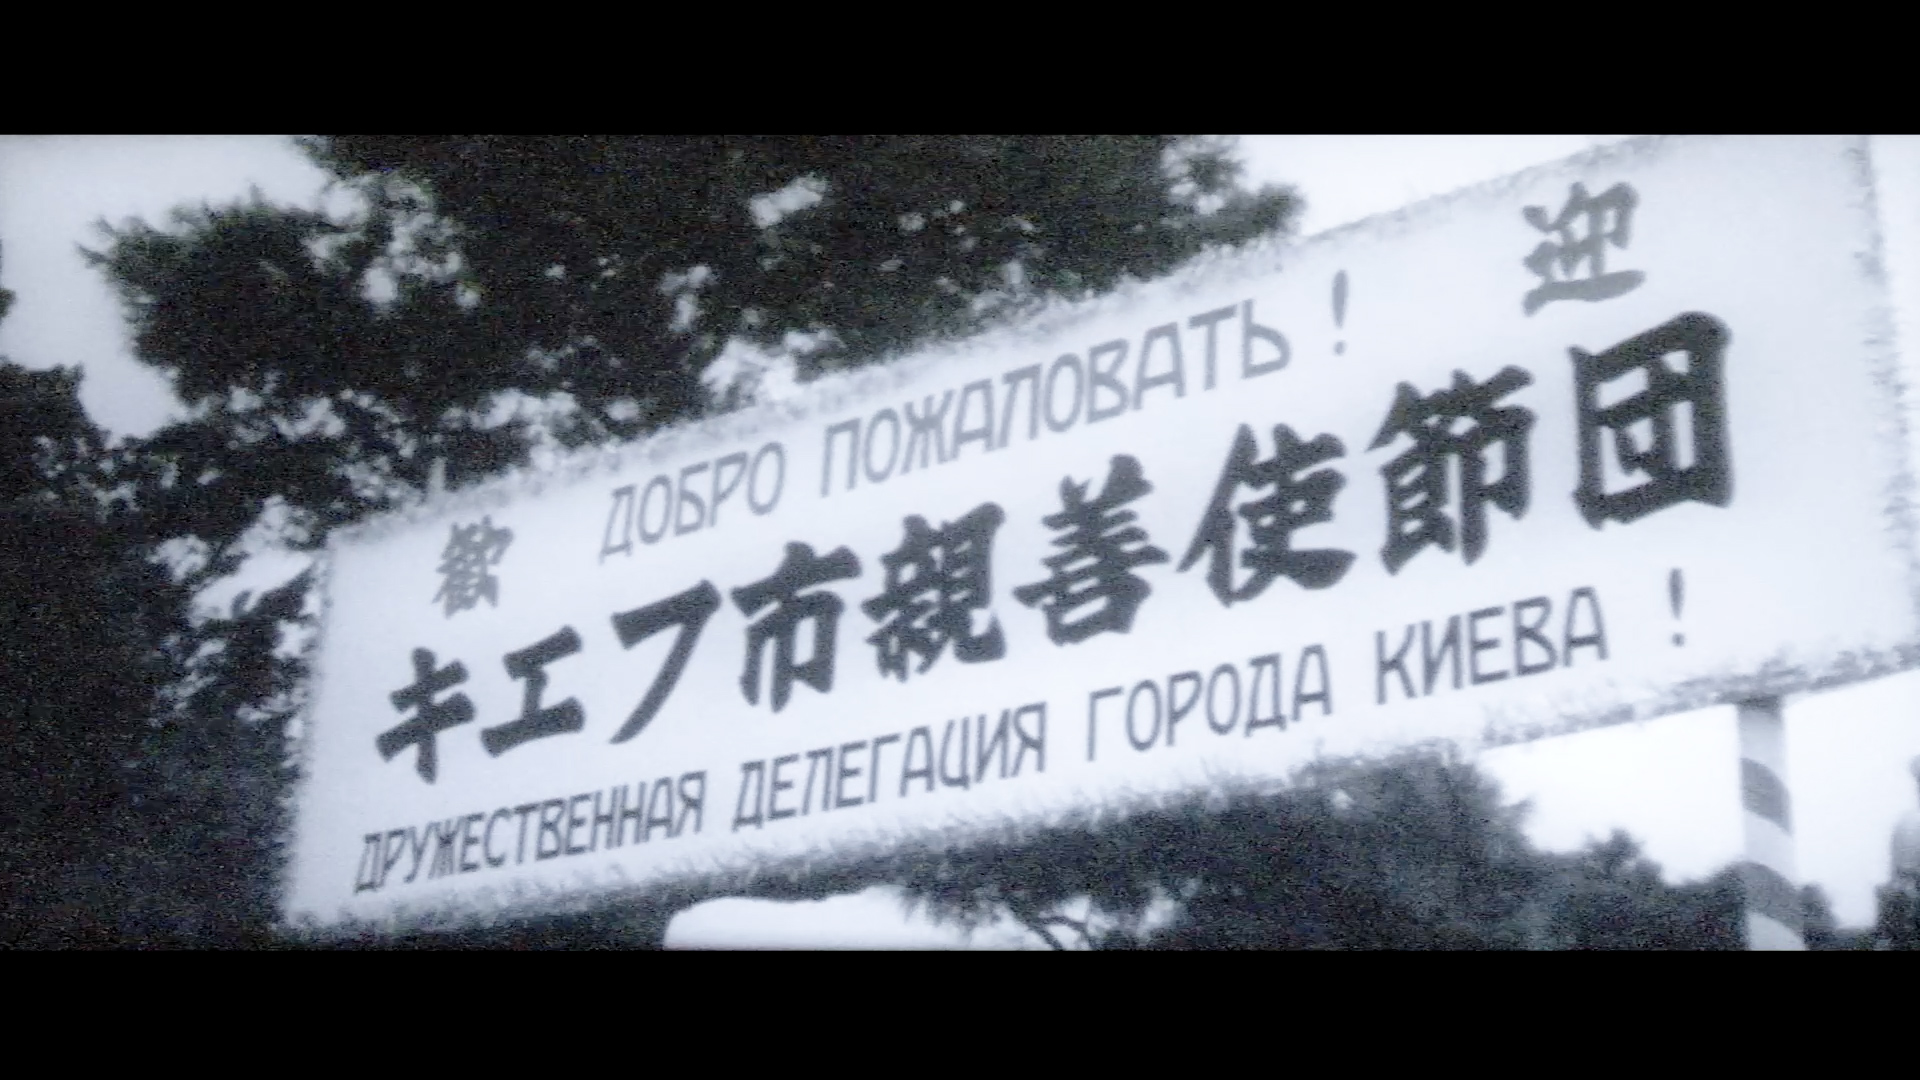 歓 迎
ДОБРО ПОЖАЛОВАТЬ !
キエフ市親善使節団
ДРУЖЕСТВЕННАЯ ДЕЛЕГАЦИЯ ГОРОДА КИЕВА !